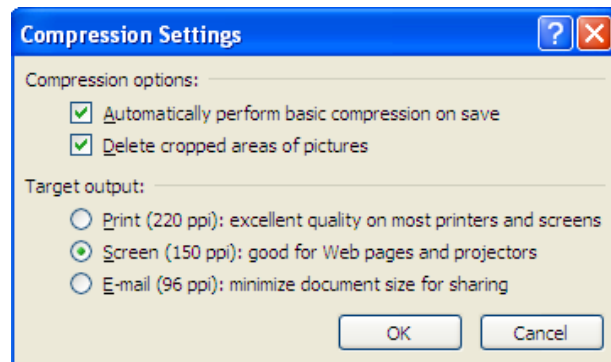 Compression Settings
?
Compression options:
Automatically perform basic compression on save
Delete cropped areas of pictures
Target output:
Print (220 ppi): excellent quality on most printers and screens
Screen (150 ppi): good for Web pages and projectors
E-mail (96 ppi): minimize document size for sharing
OK Cancel